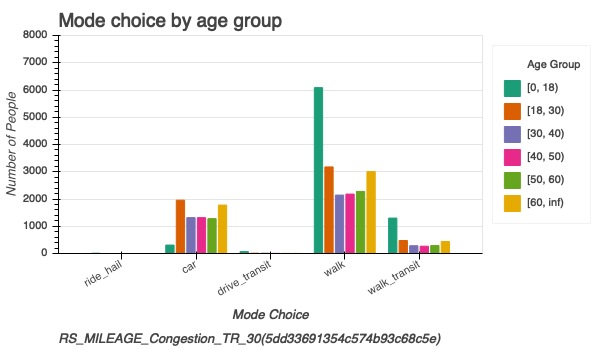 Mode choice by age group
8000
7000
6000
5000
4000
3000
2000
1000
0
Number of People
ride_hail
car
drive_transit
walk
walk_transit
Mode Choice
Age Group
[0, 18)
[18, 30)
[30, 40)
[40, 50)
[50, 60)
[60, inf)
RS_MILEAGE_Congestion_TR_30(5dd33691354c574b93c68c5e)